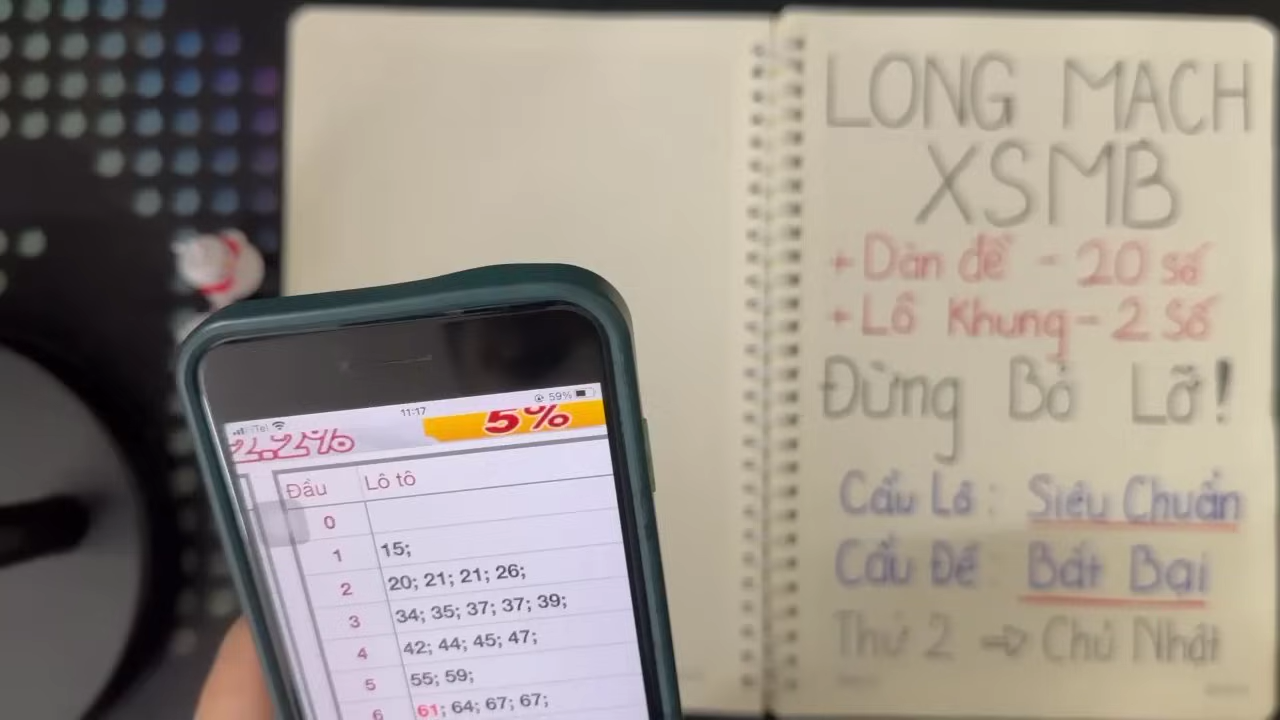 LONG MẠCH
XSMB
+ Dàn đề - 20 số
+ Lô Khung - 2 Số
Đừng Bỏ Lỡ!
Cầu Lô : Siêu Chuẩn
Cầu Đề : Bất Bại
Thứ 2 → Chủ Nhật
iTel 11:17 59%
5%
Đầu Lô tô
0
1 15;
2 20; 21; 21; 26;
3 34; 35; 37; 37; 39;
4 42; 44; 45; 47;
5 55; 59;
6 61; 64; 67; 67;